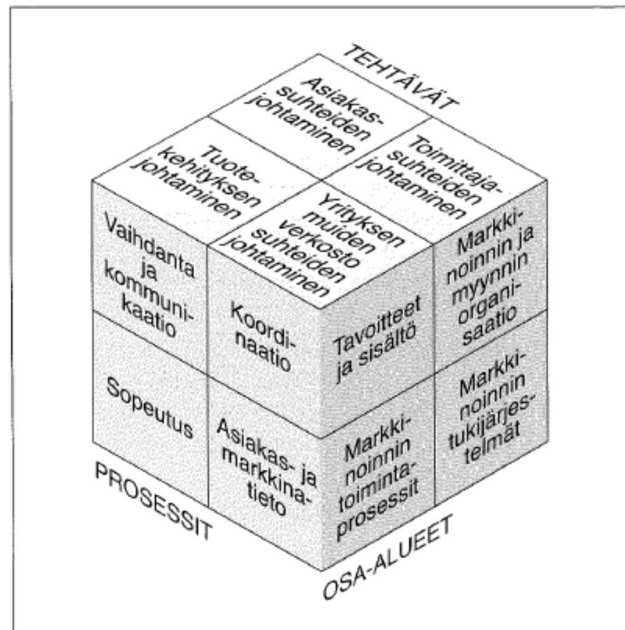 TEHTÄVÄT
Asiakas-
suhteiden
johtaminen
Tuote-
kehityksen
johtaminen
Toimittaja-
suhteiden
johtaminen
Yrityksen
muiden
verkosto
suhteiden
johtaminen
Vaihdanta
ja
kommuni-
kaatio
Koordi-
naatio
Sopeutus
Asiakas- ja
markkina-
tieto
Tavoitteet
ja sisältö
Markki-
noinnin ja
myynnin
organi-
saatio
Markki-
noinnin
toiminta-
prosessit
Markki-
noinnin
tukijärjes-
telmät
PROSESSIT
OSA-ALUEET